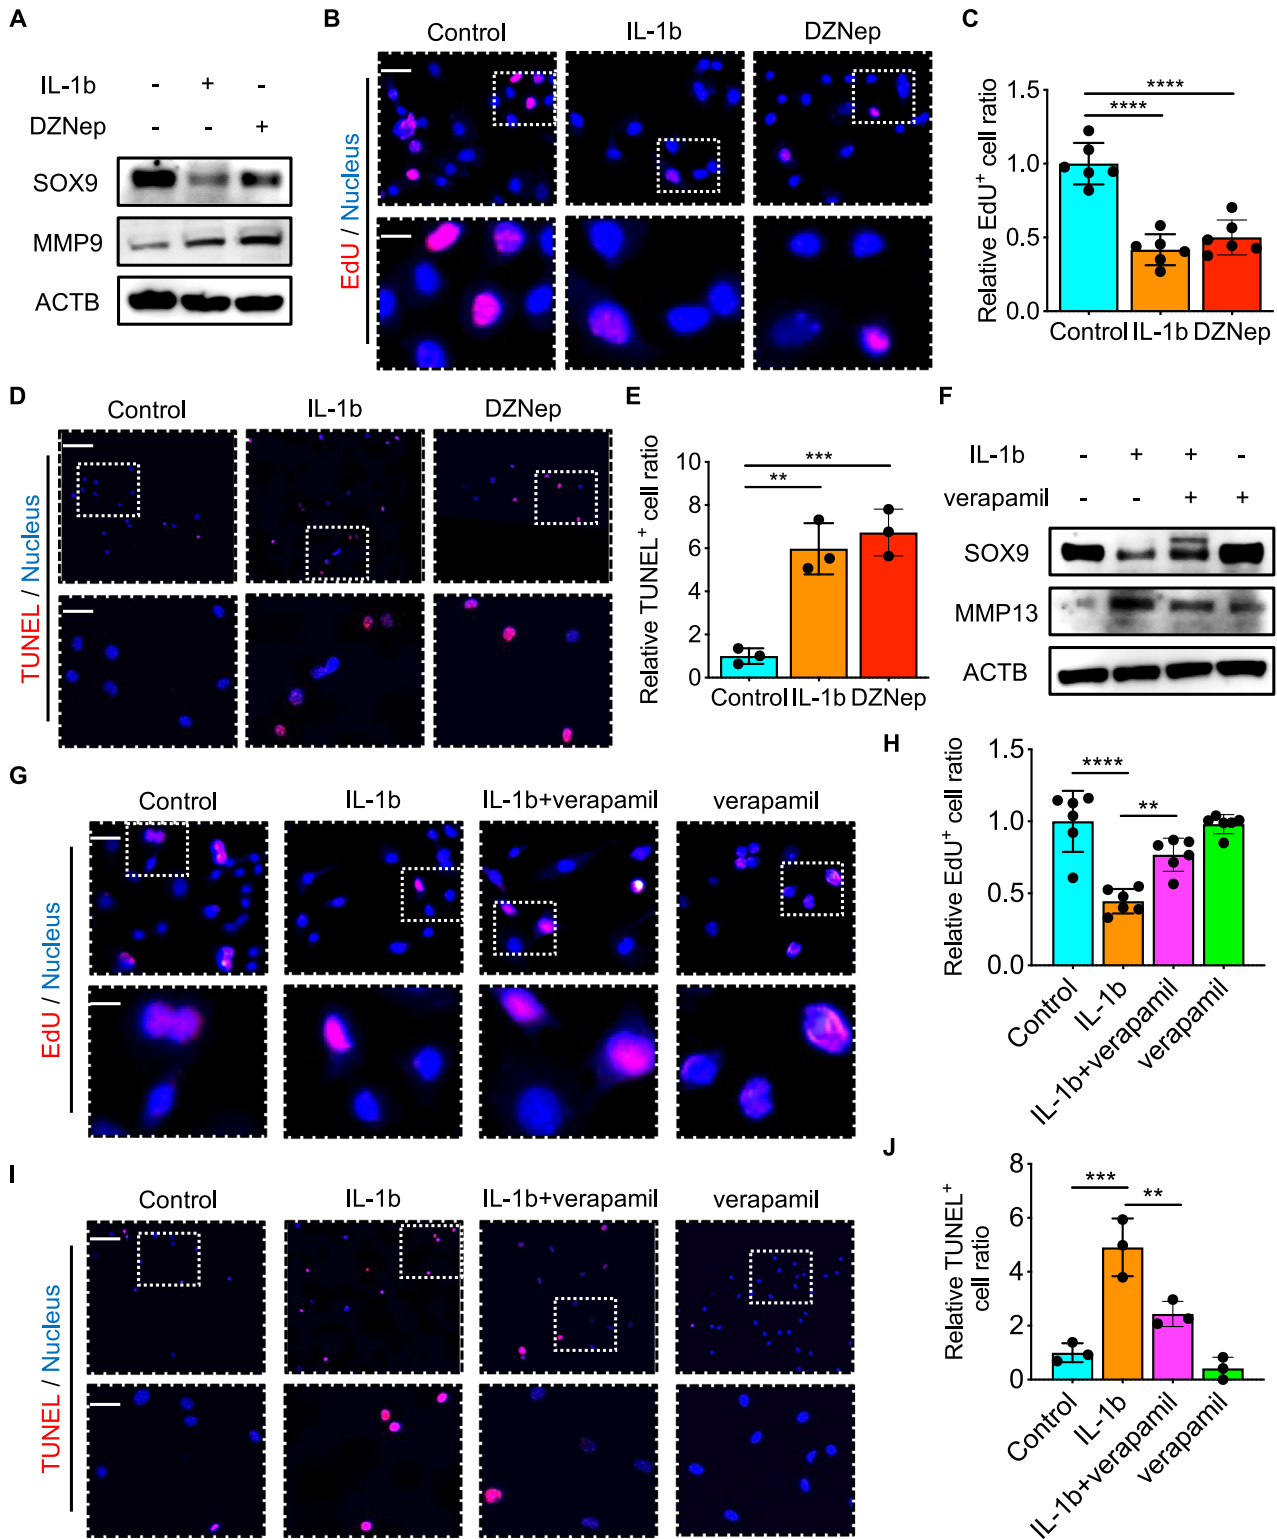 A
IL-1b - + -
DZNep - - +
SOX9
MMP9
ACTB
B
Control IL-1b DZNep
EdU / Nucleus
C
Relative EdU+ cell ratio
1.5
1.0
0.5
0.0
**** ****
Control IL-1b DZNep
D
Control IL-1b DZNep
TUNEL / Nucleus
E
Relative TUNEL+ cell ratio
10
8
6
4
2
0
***
**
Control IL-1b DZNep
F
IL-1b - + + -
verapamil - - + +
SOX9
MMP13
ACTB
G
Control IL-1b IL-1b+verapamil verapamil
EdU / Nucleus
H
Relative EdU+ cell ratio
1.5
1.0
0.5
0.0
****
**
Control
IL-1b
IL-1b+verapamil
verapamil
I
Control IL-1b IL-1b+verapamil verapamil
TUNEL / Nucleus
J
Relative TUNEL+
cell ratio
8
6
4
2
0
*** **
Control
IL-1b
IL-1b+verapamil
verapamil